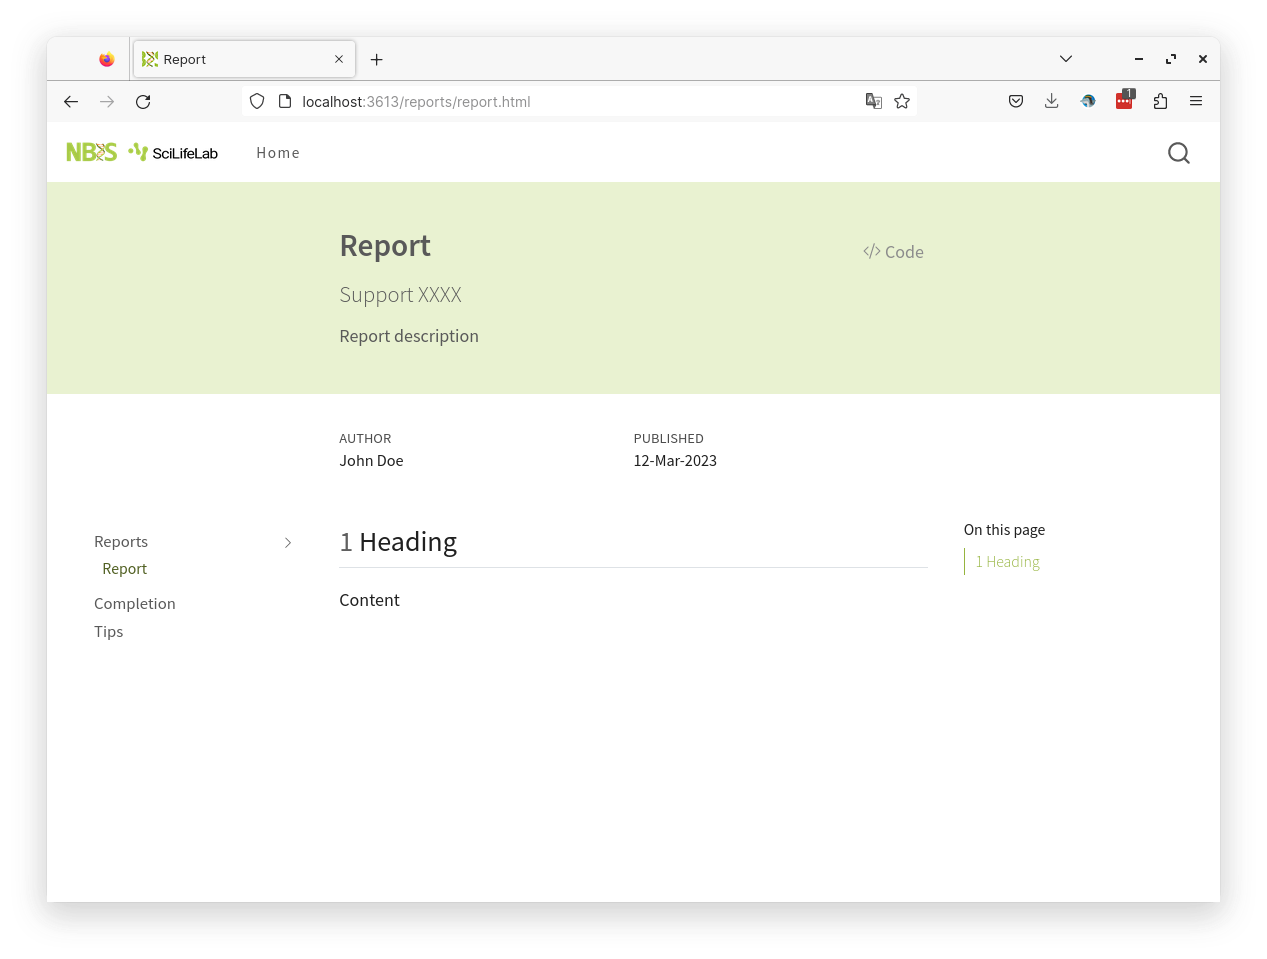 Report
localhost:3613/reports/report.html
1
NBIS SciLifeLab Home
Report
Code
Support XXXX
Report description
AUTHOR
John Doe
PUBLISHED
12-Mar-2023
Reports
Report
Completion
Tips
1 Heading
Content
On this page
1 Heading